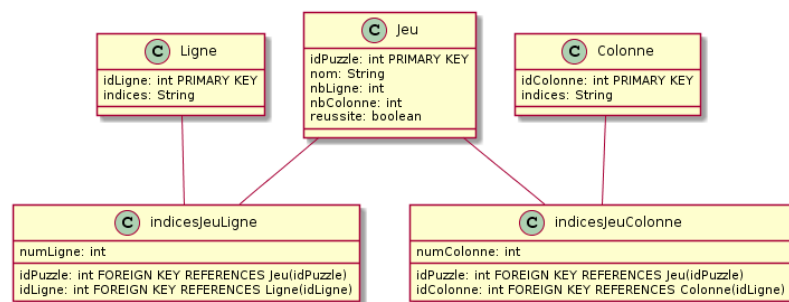 C Ligne
idLigne: int PRIMARY KEY
indices: String
C Jeu
idPuzzle: int PRIMARY KEY
nom: String
nbLigne: int
nbColonne: int
reussite: boolean
C Colonne
idColonne: int PRIMARY KEY
indices: String
C indicesJeuLigne
numLigne: int
idPuzzle: int FOREIGN KEY REFERENCES Jeu(idPuzzle)
idLigne: int FOREIGN KEY REFERENCES Ligne(idLigne)
C indicesJeuColonne
numColonne: int
idPuzzle: int FOREIGN KEY REFERENCES Jeu(idPuzzle)
idColonne: int FOREIGN KEY REFERENCES Colonne(idLigne)